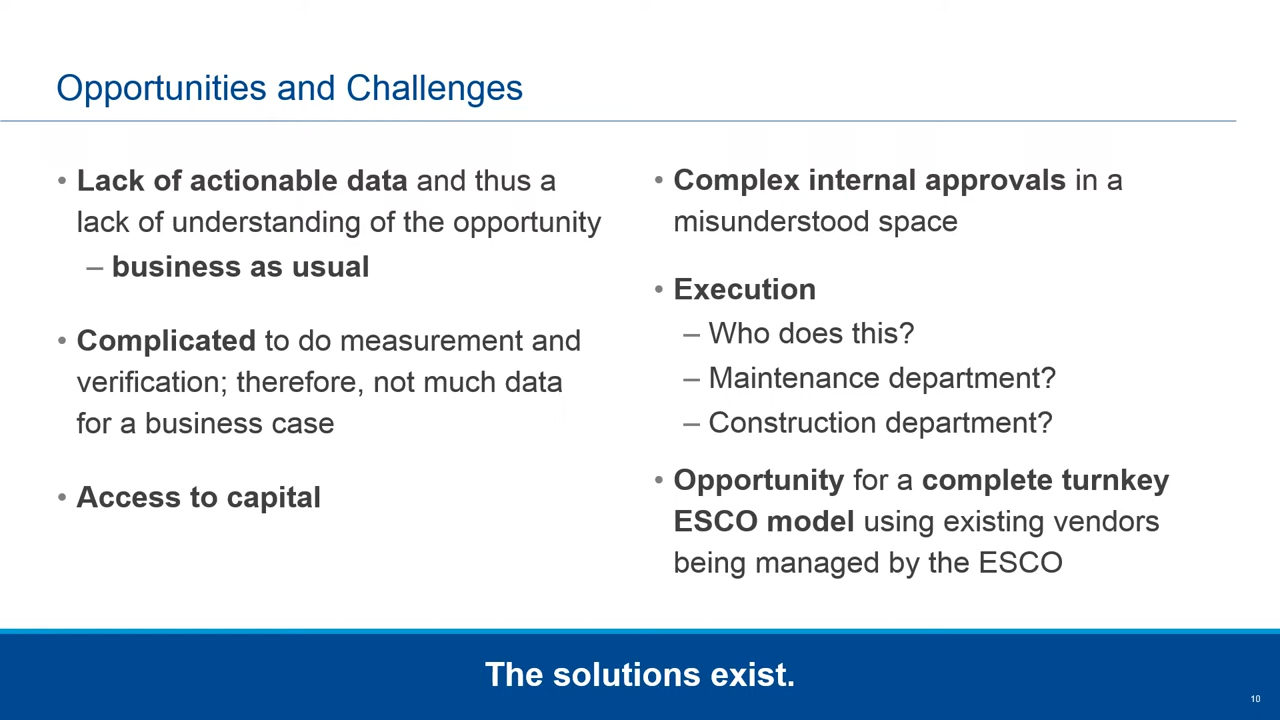 Opportunities and Challenges
• Lack of actionable data and thus a
lack of understanding of the opportunity
– business as usual
• Complicated to do measurement and
verification; therefore, not much data
for a business case
• Access to capital
• Complex internal approvals in a
misunderstood space
• Execution
– Who does this?
– Maintenance department?
– Construction department?
• Opportunity for a complete turnkey
ESCO model using existing vendors
being managed by the ESCO
The solutions exist.
10